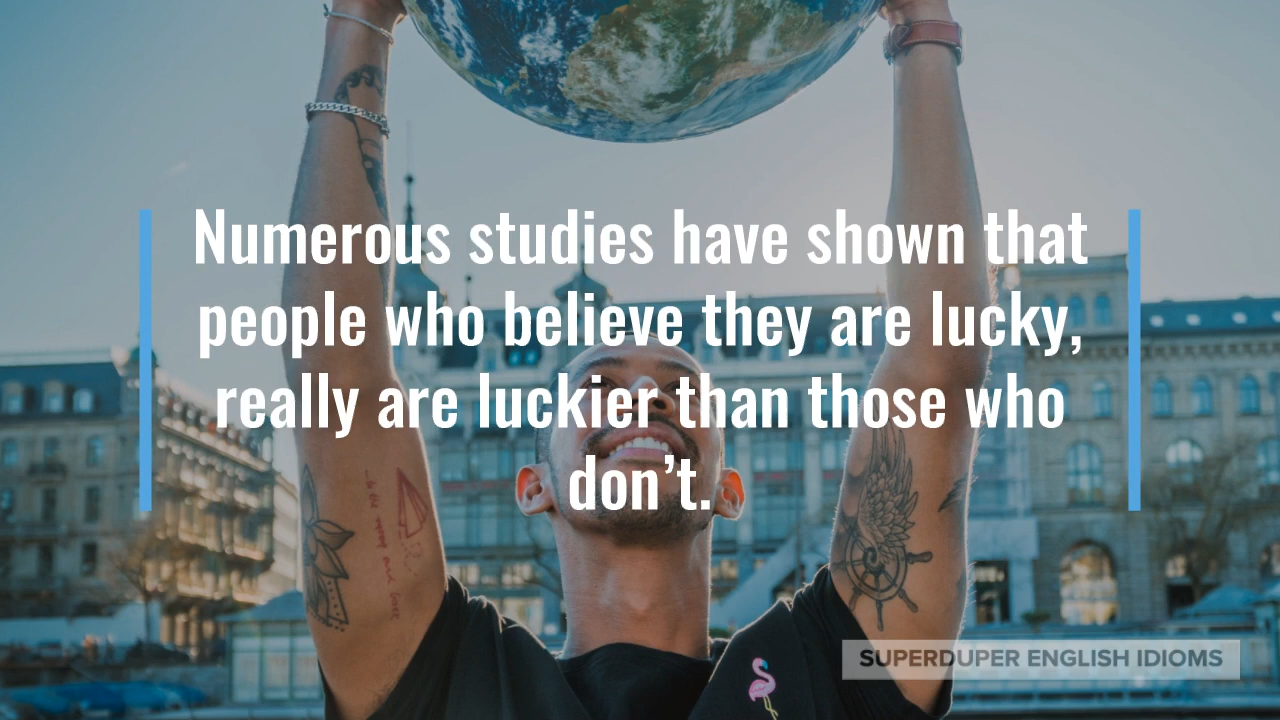 Numerous studies have shown that
people who believe they are lucky,
really are luckier than those who
don’t.
SUPERDUPER ENGLISH IDIOMS